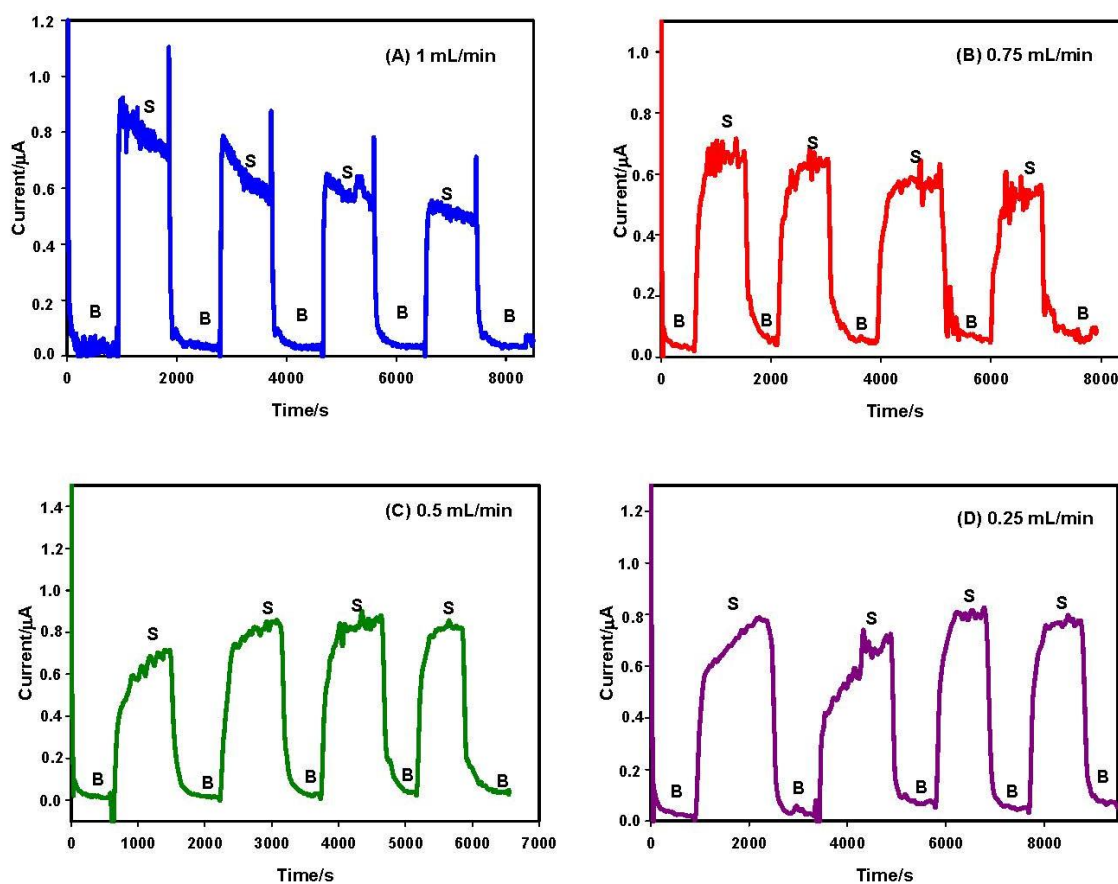 (A) 1 mL/min
Current/µA
1.2
1.0
0.8
0.6
0.4
0.2
0.0
S
S
S
S
B
B
B
B
B
0
2000
4000
6000
8000
Time/s
(B) 0.75 mL/min
Current/µA
1.0
0.8
0.6
0.4
0.2
0.0
S
S
S
S
B
B
B
B
B
0
2000
4000
6000
8000
Time/s
(C) 0.5 mL/min
Current/µA
1.4
1.2
1.0
0.8
0.6
0.4
0.2
0.0
S
S
S
S
B
B
B
B
B
0
1000
2000
3000
4000
5000
6000
7000
Time/s
(D) 0.25 mL/min
Current/µA
1.2
1.0
0.8
0.6
0.4
0.2
0.0
S
S
S
S
B
B
B
B
B
0
2000
4000
6000
8000
Time/s